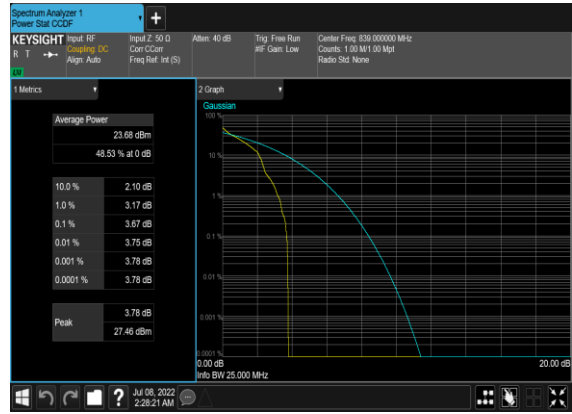 Spectrum Analyzer 1
Power Stat CCDF
KEYSIGHT
R T
LXI
Input: RF
Coupling: DC
Align: Auto
Input Z: 50 Ω
Corr CCorr
Freq Ref: Int (S)
Atten: 40 dB
Trig: Free Run
#IF Gain: Low
Center Freq: 839.000000 MHz
Counts: 1.00 M/1.00 Mpt
Radio Std: None
1 Metrics
Average Power
23.68 dBm
48.53 % at 0 dB
10.0 % 2.10 dB
1.0 % 3.17 dB
0.1 % 3.67 dB
0.01 % 3.75 dB
0.001 % 3.78 dB
0.0001 % 3.78 dB
Peak 3.78 dB
27.46 dBm
2 Graph
Gaussian
100 %
10 %
1 %
0.1 %
0.01 %
0.001 %
0.0001 %
0.00 dB 20.00 dB
Info BW 25.000 MHz
? Jul 08, 2022
2:28:21 AM